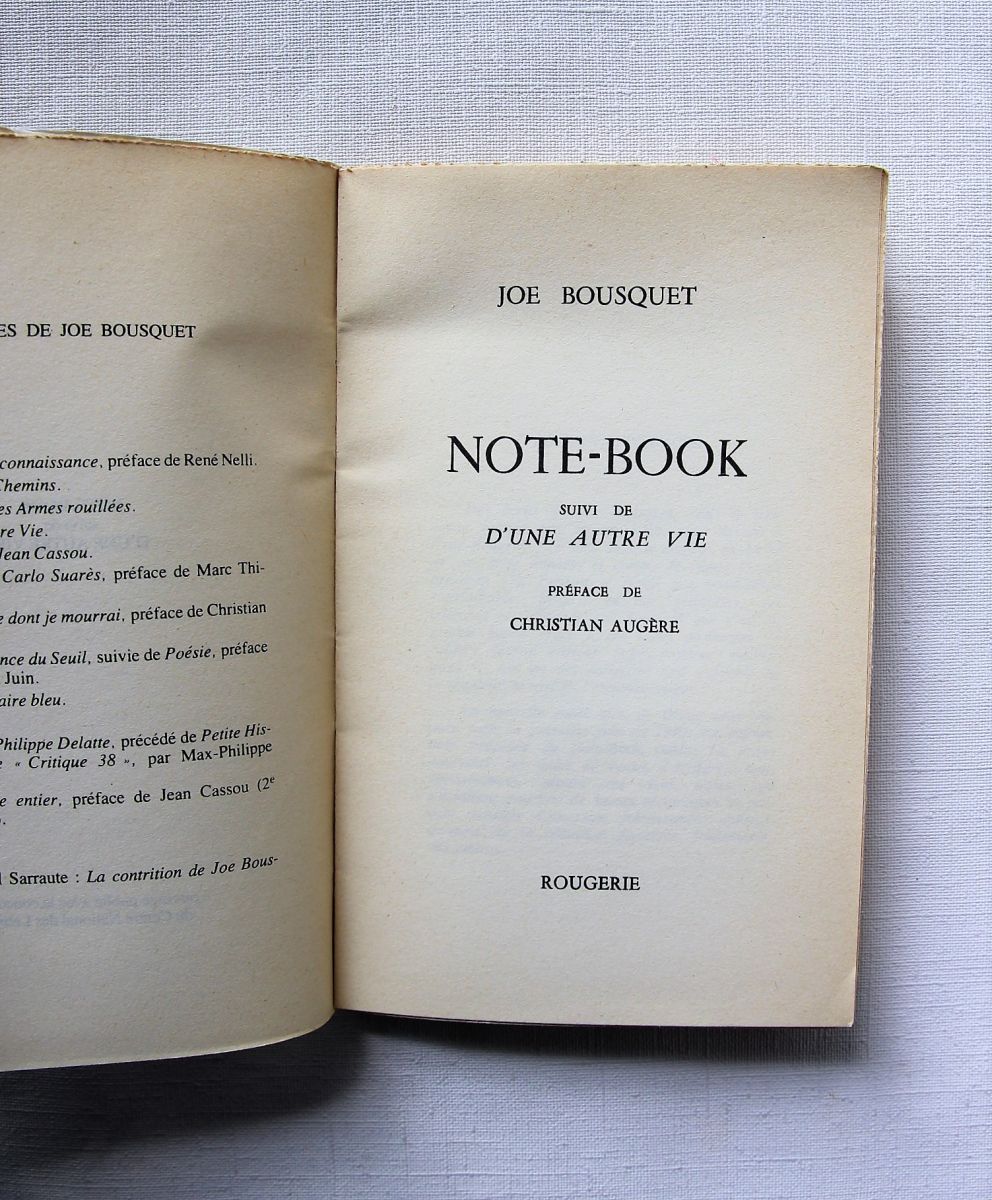 ES DE JOE BOUSQUET
connaissance, préface de René Nelli.
Chemins.
es Armes rouillées.
re Vie.
Jean Cassou.
Carlo Suarès, préface de Marc Thi-
e dont je mourrai, préface de Christian
nce du Seuil, suivie de Poésie, préface
Juin.
aire bleu.
Philippe Delatte, précédé de Petite His-
e « Critique 38 », par Max-Philippe
e entier, préface de Jean Cassou (2e
).
l Sarraute : La contrition de Joe Bous-
JOE BOUSQUET
NOTE-BOOK
SUIVI DE
D'UNE AUTRE VIE
PRÉFACE DE
CHRISTIAN AUGÈRE
ROUGERIE